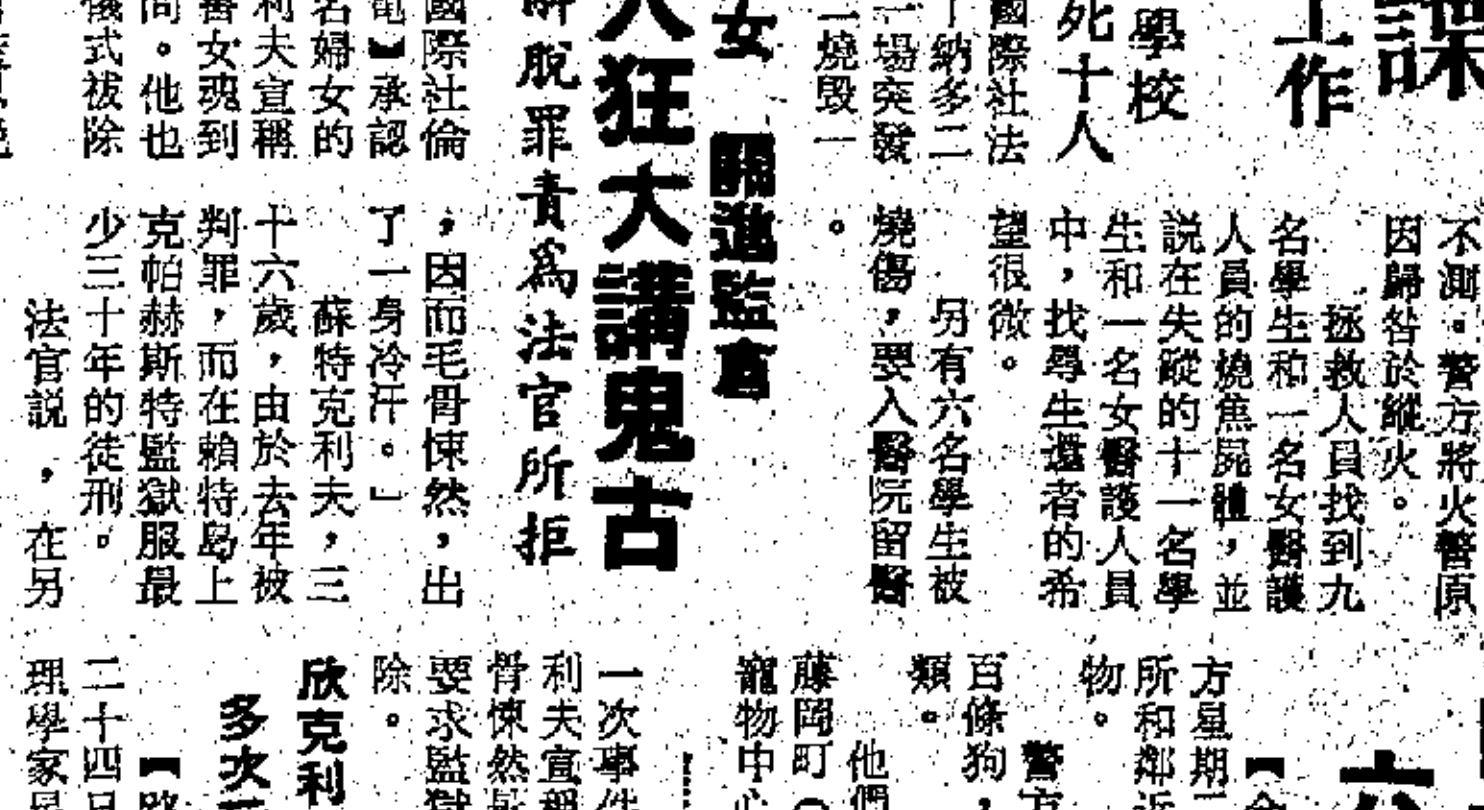 諜
工作
學校
死十人
國際社法
了納多二
一場突發
二燒毀一
不測。警方將火警原
因歸咎於縱火。
拯救人員找到九
名學生和一名女醫護
人員的燒焦屍體，並
説在失蹤的十一名學
生和一名女醫護人員
中，找尋生還者的希
望很微。
另有六名學生被
燒傷，要入醫院留醫
。
女 關進監倉
人狂大講鬼古
解脫罪責爲法官所拒
國際社倫
電】承認
名婦女的
利夫宣稱
害女魂到
問。他也
儀式袚除
，因而毛骨悚然，出
了一身冷汗。」
蘇特克利夫，三
十六歲，由於去年被
判罪，而在賴特島上
克帕赫斯特監獄服最
少三十年的徒刑。
法官説，在另
方星期二
所和鄰近
物。
警方
百條狗，
類。
他們
藤岡町（
寵物中心
一次事件
利夫宣稱
骨悚然
要求監獄
除。
欣克利
多次
【路
二十四日
理學家